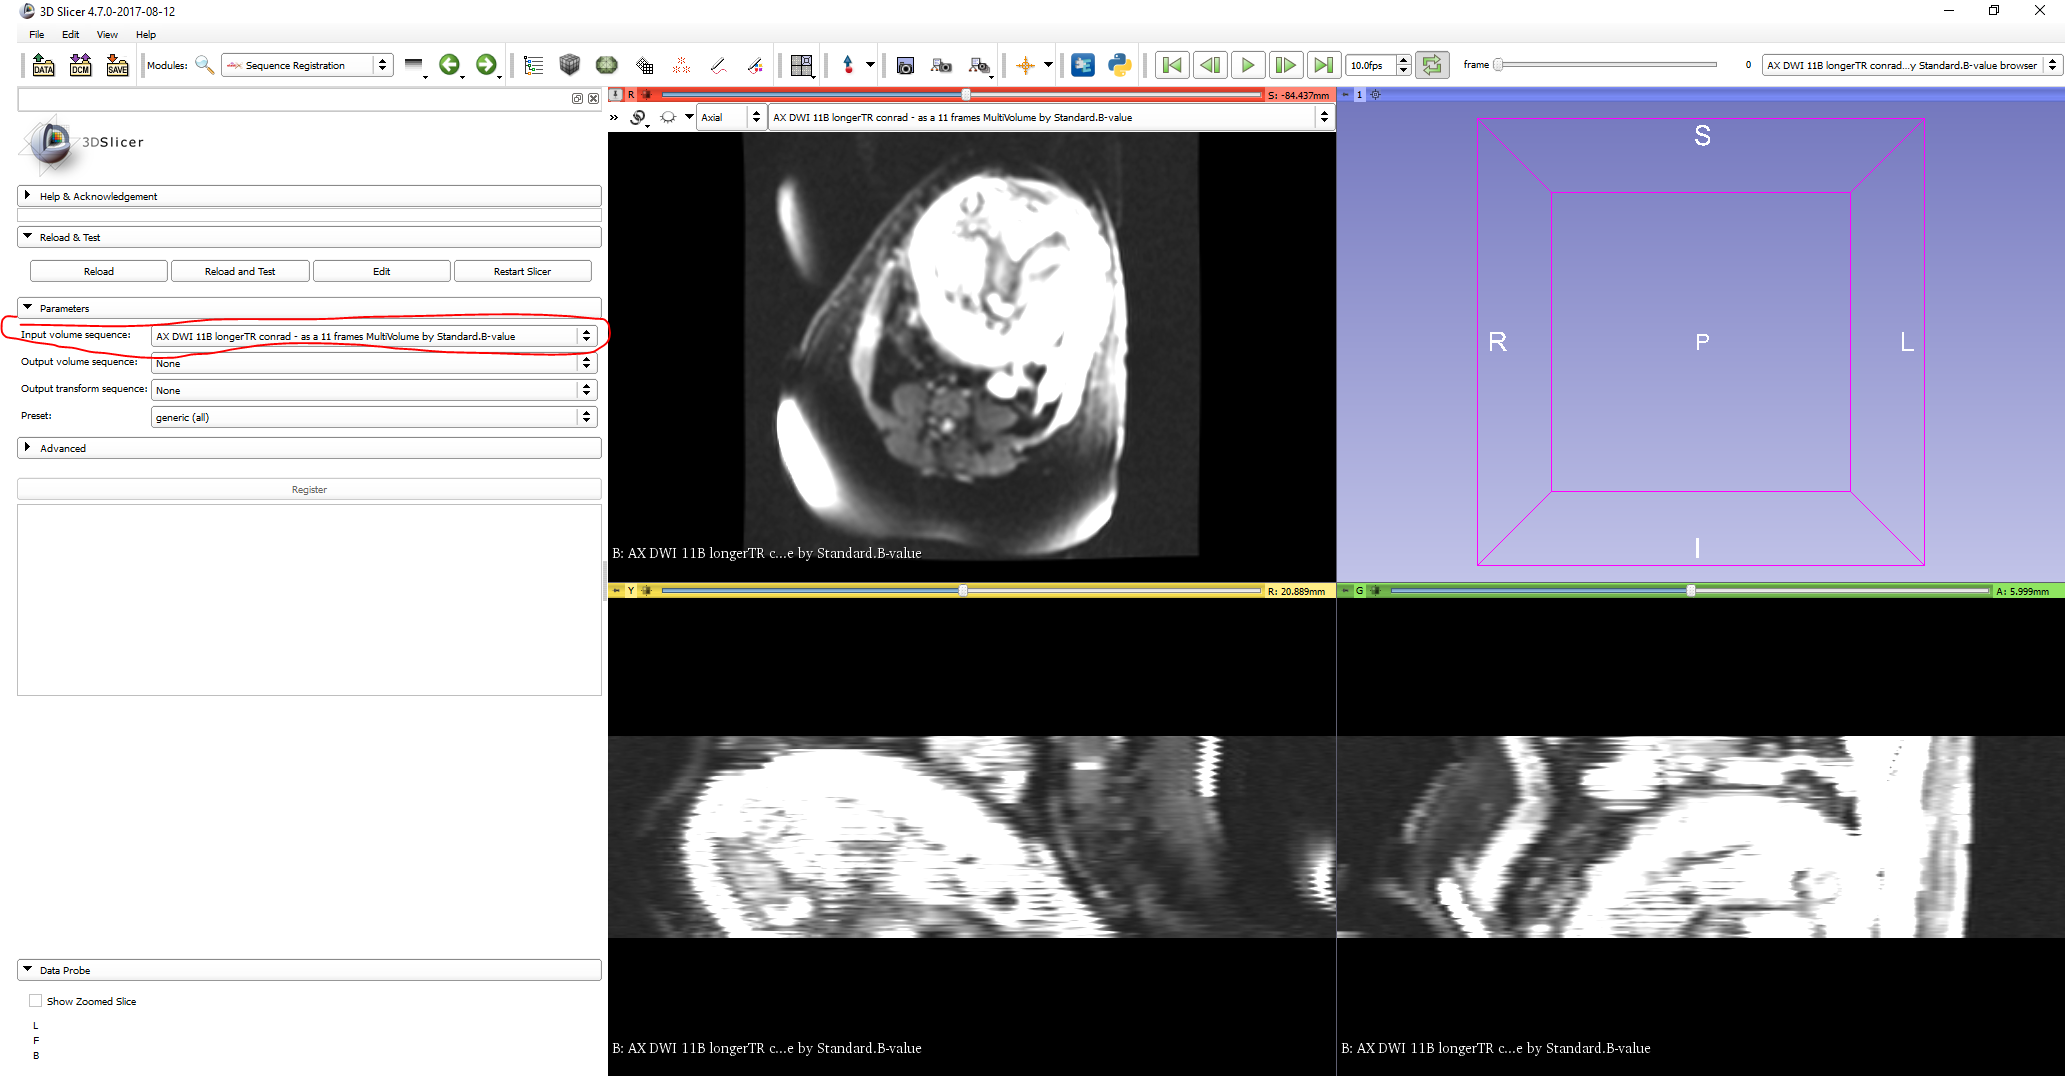 3D Slicer 4.7.0-2017-08-12
File Edit View Help
DATA DCM SAVE Modules: Sequence Registration 10.0fps frame 0 AX DWI 11B longerTR conrad...y Standard.B-value browser
R S: -84.437mm 1
Axial AX DWI 11B longerTR conrad - as a 11 frames MultiVolume by Standard.B-value
3DSlicer
Help & Acknowledgement
Reload & Test
Reload Reload and Test Edit Restart Slicer
Parameters
Input volume sequence: AX DWI 11B longerTR conrad - as a 11 frames MultiVolume by Standard.B-value
Output volume sequence: None
Output transform sequence: None
Preset: generic (all)
Advanced
Register
B: AX DWI 11B longerTR c...e by Standard.B-value
S
R P L
I
Y R: 20.889mm G A: 5.999mm
Data Probe
Show Zoomed Slice
L
F
B
B: AX DWI 11B longerTR c...e by Standard.B-value B: AX DWI 11B longerTR c...e by Standard.B-value